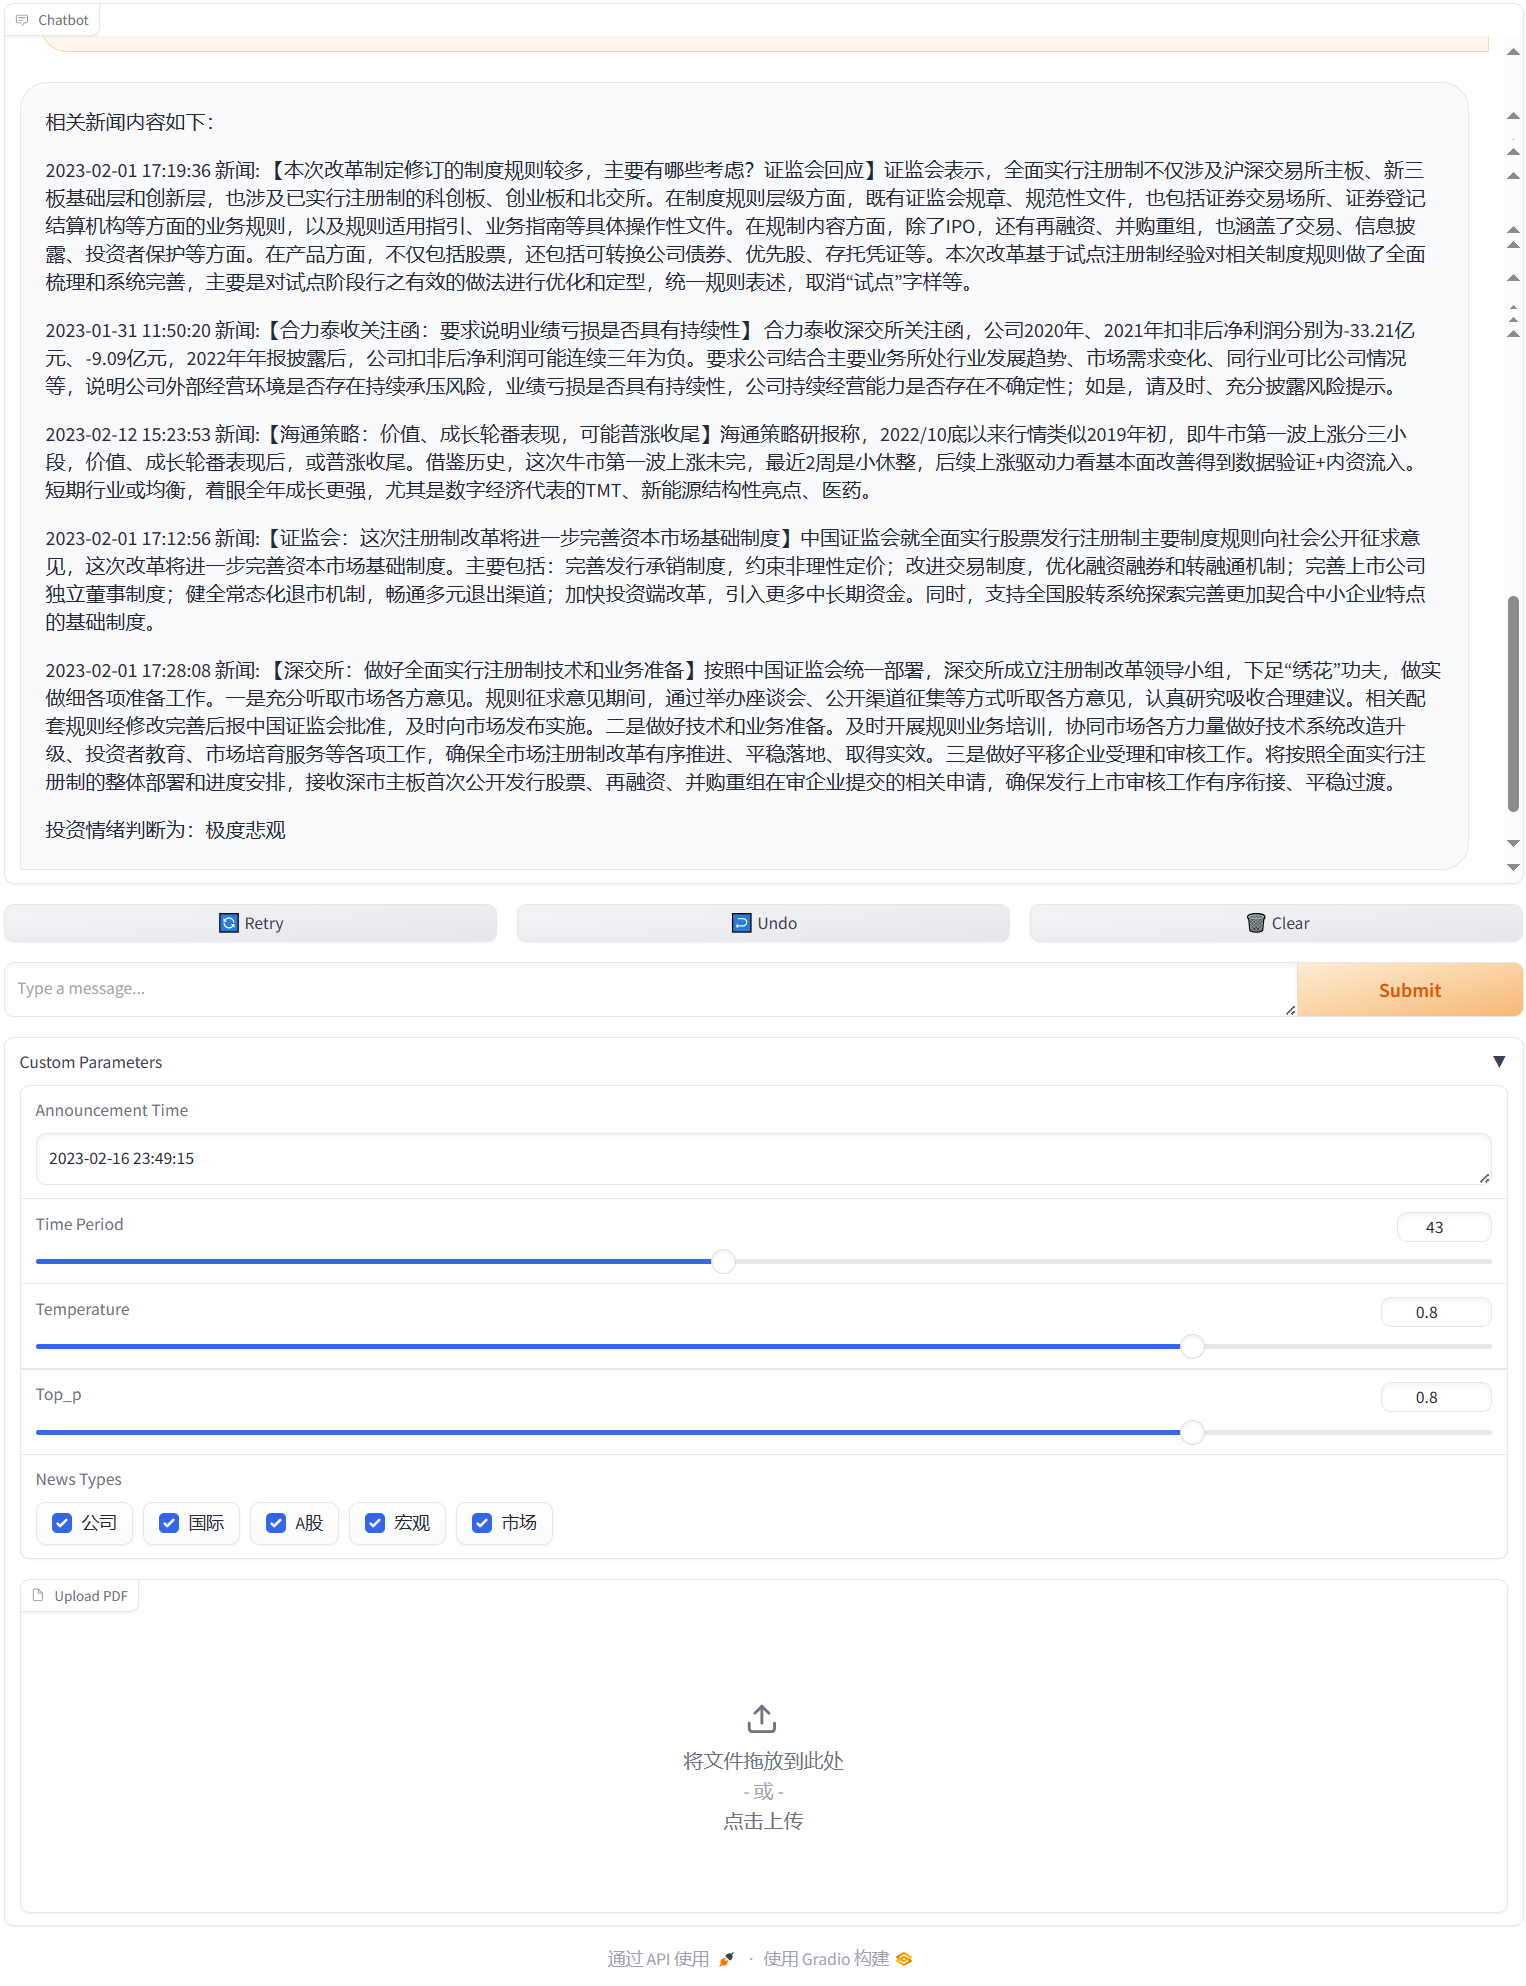 Chatbot
相关新闻内容如下：
2023-02-01 17:19:36 新闻: 【本次改革制定修订的制度规则较多，主要有哪些考虑？证监会回应】证监会表示，全面实行注册制不仅涉及沪深交易所主板、新三
板基础层和创新层，也涉及已实行注册制的科创板、创业板和北交所。在制度规则层级方面，既有证监会规章、规范性文件，也包括证券交易场所、证券登记
结算机构等方面的业务规则，以及规则适用指引、业务指南等具体操作性文件。在规制内容方面，除了IPO，还有再融资、并购重组，也涵盖了交易、信息披
露、投资者保护等方面。在产品方面，不仅包括股票，还包括可转换公司债券、优先股、存托凭证等。本次改革基于试点注册制经验对相关制度规则做了全面
梳理和系统完善，主要是对试点阶段行之有效的做法进行优化和定型，统一规则表述，取消“试点”字样等。
2023-01-31 11:50:20 新闻:【合力泰收关注函：要求说明业绩亏损是否具有持续性】 合力泰收深交所关注函，公司2020年、2021年扣非后净利润分别为-33.21亿
元、-9.09亿元，2022年年报披露后，公司扣非后净利润可能连续三年为负。要求公司结合主要业务所处行业发展趋势、市场需求变化、同行业可比公司情况
等，说明公司外部经营环境是否存在持续承压风险，业绩亏损是否具有持续性，公司持续经营能力是否存在不确定性；如是，请及时、充分披露风险提示。
2023-02-12 15:23:53 新闻:【海通策略：价值、成长轮番表现，可能普涨收尾】海通策略研报称，2022/10底以来行情类似2019年初，即牛市第一波上涨分三小
段，价值、成长轮番表现后，或普涨收尾。借鉴历史，这次牛市第一波上涨未完，最近2周是小休整，后续上涨驱动力看基本面改善得到数据验证+内资流入。
短期行业或均衡，着眼全年成长更强，尤其是数字经济代表的TMT、新能源结构性亮点、医药。
2023-02-01 17:12:56 新闻:【证监会：这次注册制改革将进一步完善资本市场基础制度】中国证监会就全面实行股票发行注册制主要制度规则向社会公开征求意
见，这次改革将进一步完善资本市场基础制度。主要包括：完善发行承销制度，约束非理性定价；改进交易制度，优化融资融券和转融通机制；完善上市公司
独立董事制度；健全常态化退市机制，畅通多元退出渠道；加快投资端改革，引入更多中长期资金。同时，支持全国股转系统探索完善更加契合中小企业特点
的基础制度。
2023-02-01 17:28:08 新闻: 【深交所：做好全面实行注册制技术和业务准备】按照中国证监会统一部署，深交所成立注册制改革领导小组，下足“绣花”功夫，做实
做细各项准备工作。一是充分听取市场各方意见。规则征求意见期间，通过举办座谈会、公开渠道征集等方式听取各方意见，认真研究吸收合理建议。相关配
套规则经修改完善后报中国证监会批准，及时向市场发布实施。二是做好技术和业务准备。及时开展规则业务培训，协同市场各方力量做好技术系统改造升
级、投资者教育、市场培育服务等各项工作，确保全市场注册制改革有序推进、平稳落地、取得实效。三是做好平移企业受理和审核工作。将按照全面实行注
册制的整体部署和进度安排，接收深市主板首次公开发行股票、再融资、并购重组在审企业提交的相关申请，确保发行上市审核工作有序衔接、平稳过渡。
投资情绪判断为：极度悲观
Retry
Undo
Clear
Type a message...
Submit
Custom Parameters
Announcement Time
2023-02-16 23:49:15
Time Period
43
Temperature
0.8
Top_p
0.8
News Types
公司
国际
A股
宏观
市场
Upload PDF
将文件拖放到此处
- 或 -
点击上传
通过 API 使用 · 使用 Gradio 构建